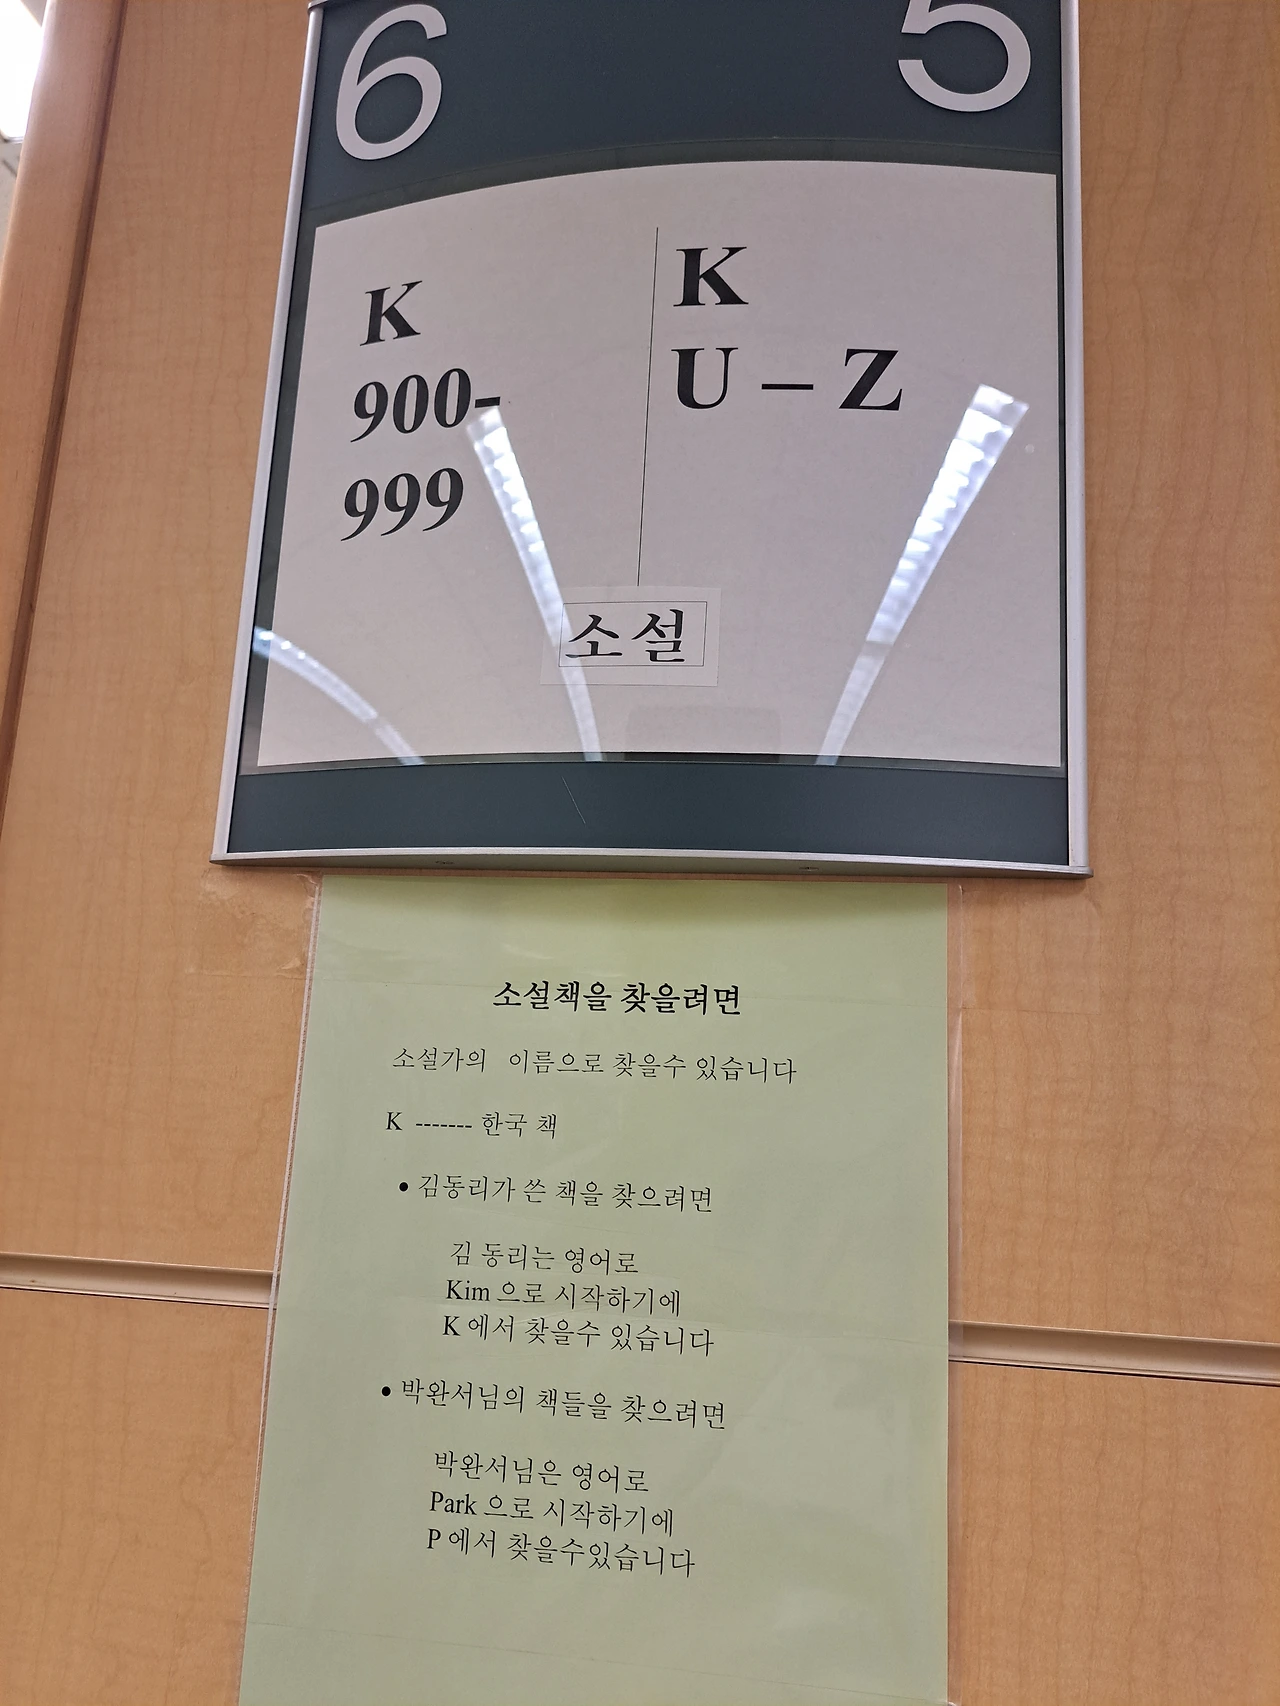 6 5
K
900-
999
K
U – Z
소설
소설책을 찾을려면
소설가의 이름으로 찾을수 있습니다
K ------- 한국 책
• 김동리가 쓴 책을 찾으려면
김 동리는 영어로
Kim 으로 시작하기에
K 에서 찾을수 있습니다
• 박완서님의 책들을 찾으려면
박완서님은 영어로
Park 으로 시작하기에
P 에서 찾을수있습니다